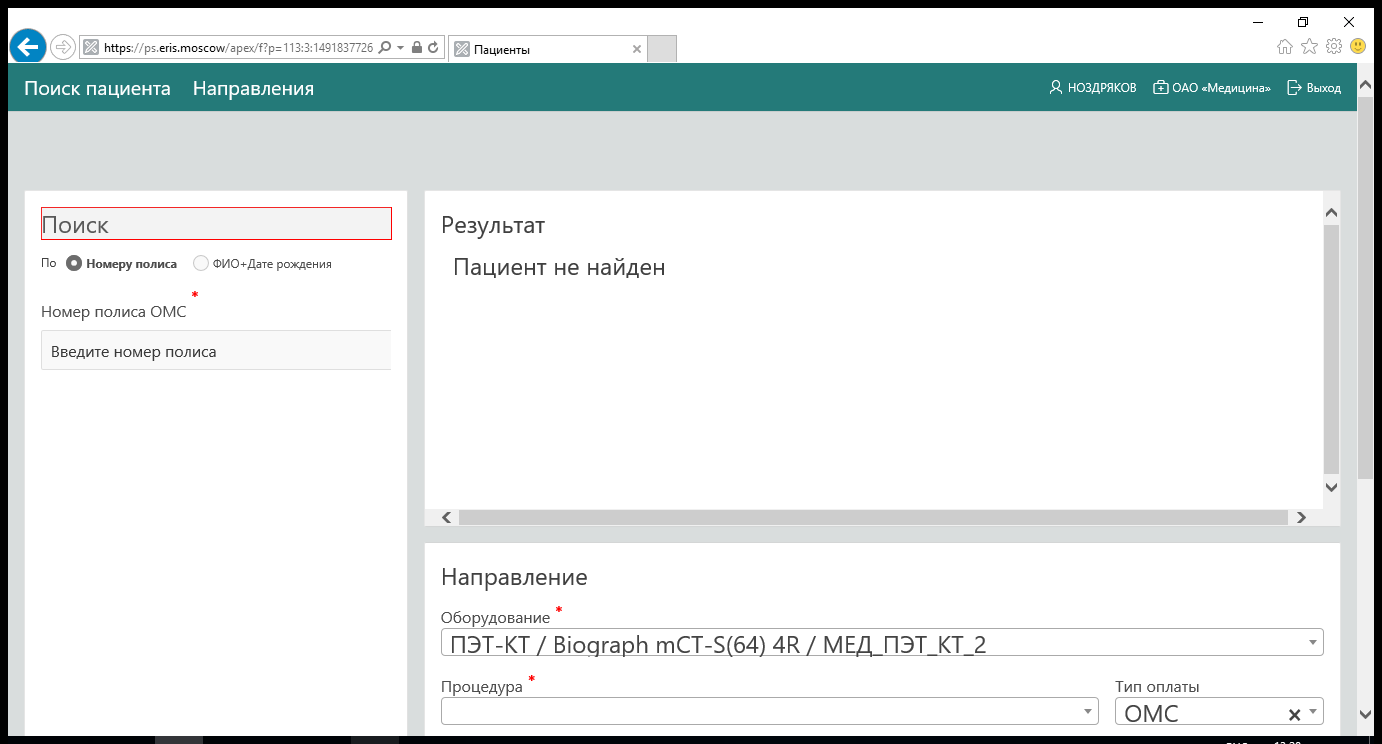 https://ps.eris.moscow/apex/f?p=113:3:1491837726
Пациенты
Поиск пациента Направления
НОЗДРЯКОВ ОАО «Медицина» Выход
Поиск
По Номеру полиса ФИО+Дате рождения
Номер полиса ОМС *
Введите номер полиса
Результат
Пациент не найден
Направление
Оборудование *
ПЭТ-КТ / Biograph mCT-S(64) 4R / МЕД_ПЭТ_КТ_2
Процедура * Тип оплаты
ОМС